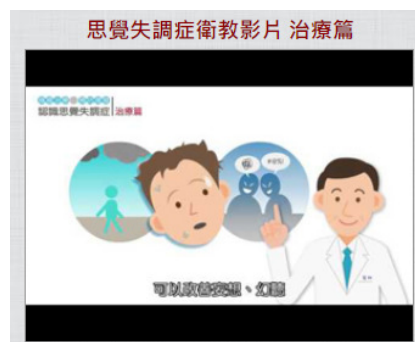 思覺失調症衛教影片 治療篇
認識思覺失調症 治療篇
可以改善妄想、幻聽